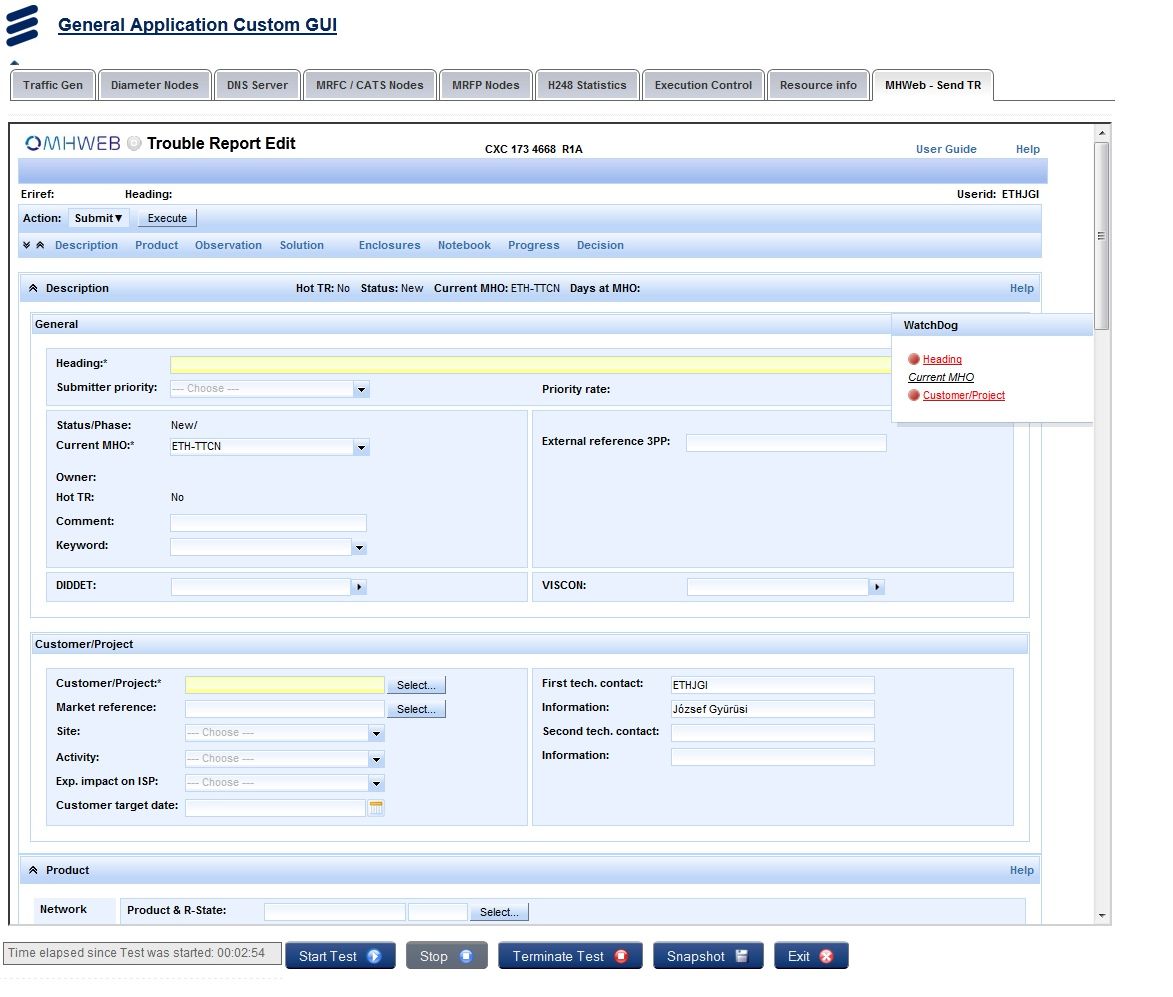 General Application Custom GUI
Traffic Gen Diameter Nodes DNS Server MRFC / CATS Nodes MRFP Nodes H248 Statistics Execution Control Resource info MHWeb - Send TR
MHWEB Trouble Report Edit CXC 173 4668 R1A User Guide Help
Eriref: Heading: Userid: ETHJGI
Action: Submit▼ Execute
Description Product Observation Solution Enclosures Notebook Progress Decision
Description Hot TR: No Status: New Current MHO: ETH-TTCN Days at MHO: Help
General
WatchDog
Heading
Current MHO
Customer/Project
Heading:*
Submitter priority: --- Choose --- Priority rate:
Status/Phase: New/
Current MHO:* ETH-TTCN External reference 3PP:
Owner:
Hot TR: No
Comment:
Keyword:
DIDDET: VISCON:
Customer/Project
Customer/Project:* Select... First tech. contact: ETHJGI
Market reference: Select... Information: József Gyürüsi
Site: --- Choose --- Second tech. contact:
Activity: --- Choose --- Information:
Exp. impact on ISP: --- Choose ---
Customer target date:
Product Help
Network Product & R-State: Select...
Time elapsed since Test was started: 00:02:54 Start Test Stop Terminate Test Snapshot Exit